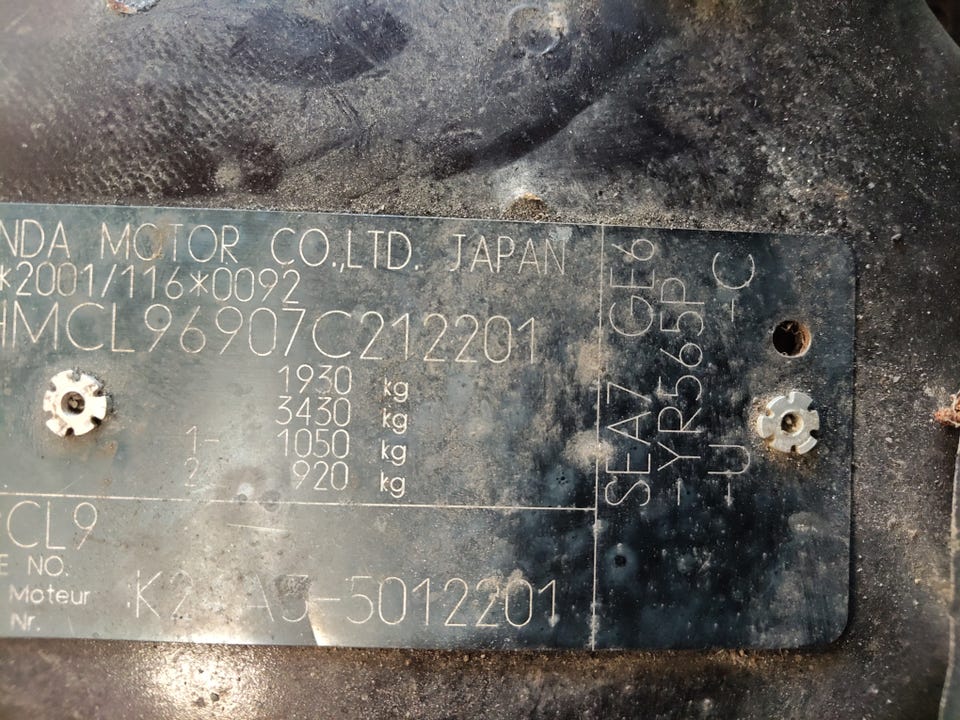 NDA MOTOR CO.,LTD. JAPAN
*2001/116*0092
HMCL96907C212201
1930 kg
3430 kg
1- 1050 kg
2 920 kg
CL9
E NO.
Moteur
Nr.
-5012201
SEA7 GE6
-YR565P
-U -C